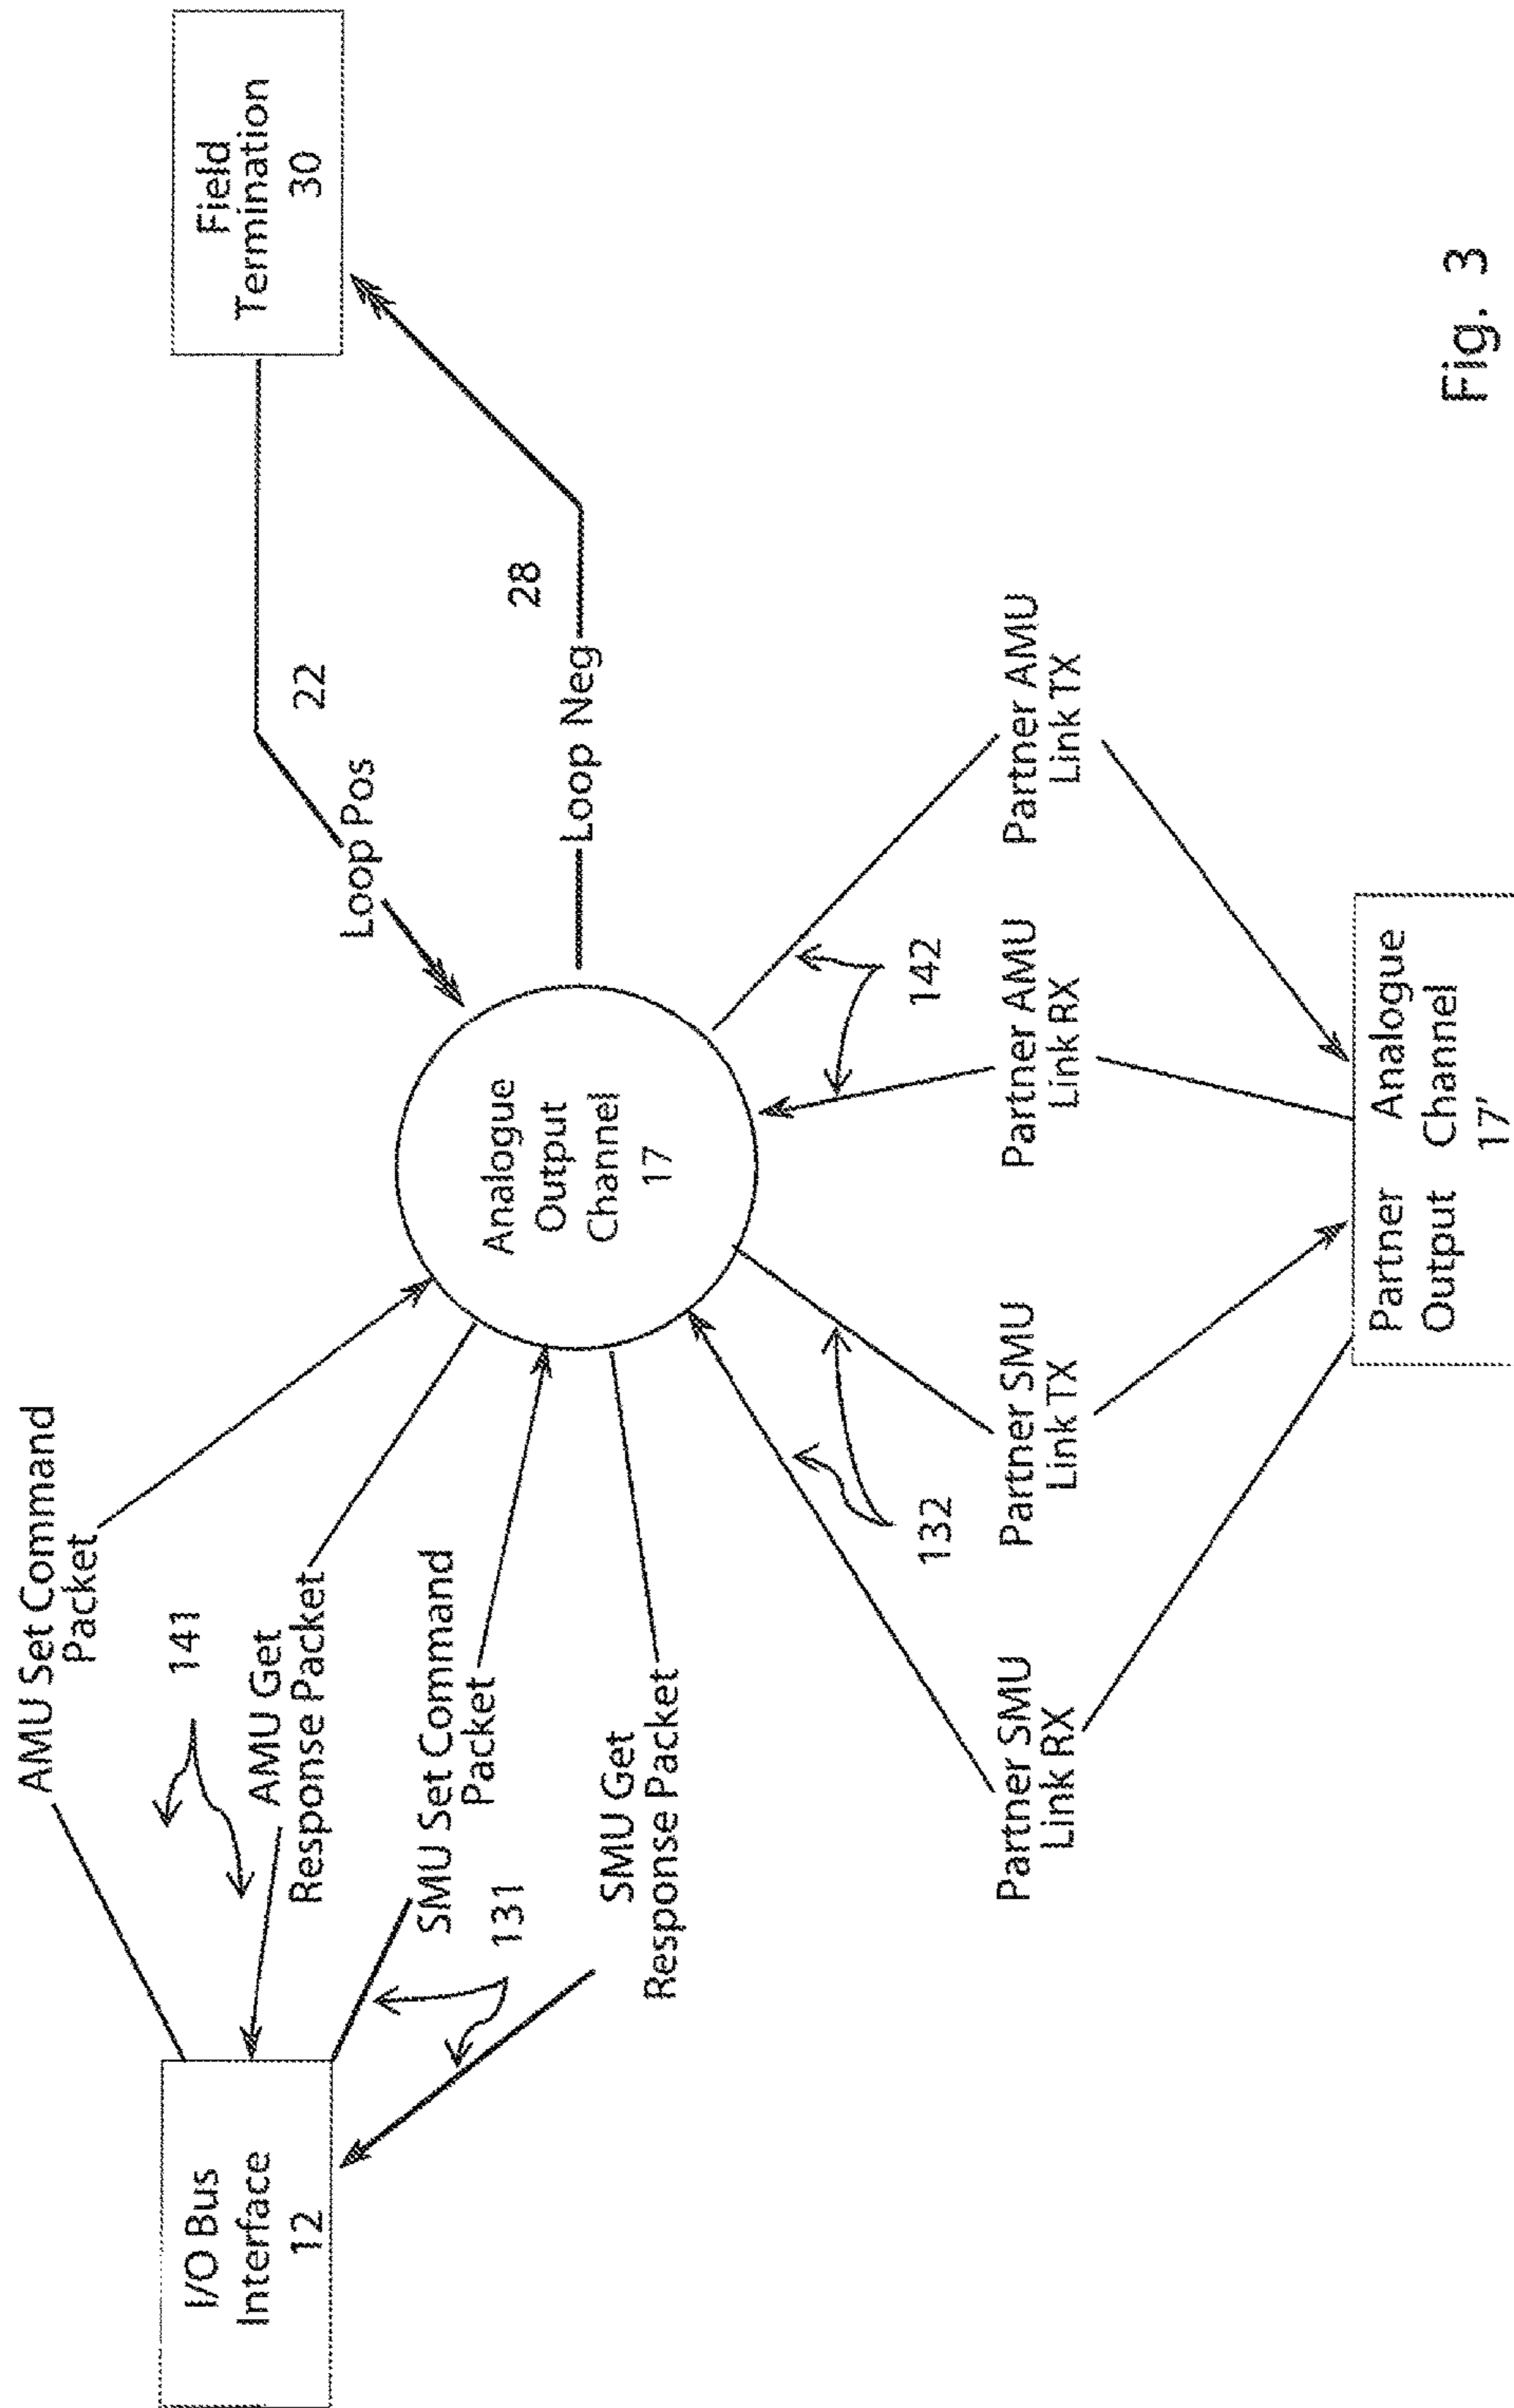 I/O Bus
Interface
12
AMU Set Command
Packet
141
AMU Get
Response Packet
SMU Set Command
Packet
131
SMU Get
Response Packet
Analogue
Output
Channel
17
Loop Pos
22
Loop Neg
28
Field
Termination
30
132
142
Partner SMU
Link RX
Partner SMU
Link TX
Partner AMU
Link RX
Partner AMU
Link TX
Partner Analogue
Output Channel
17'
Fig. 3